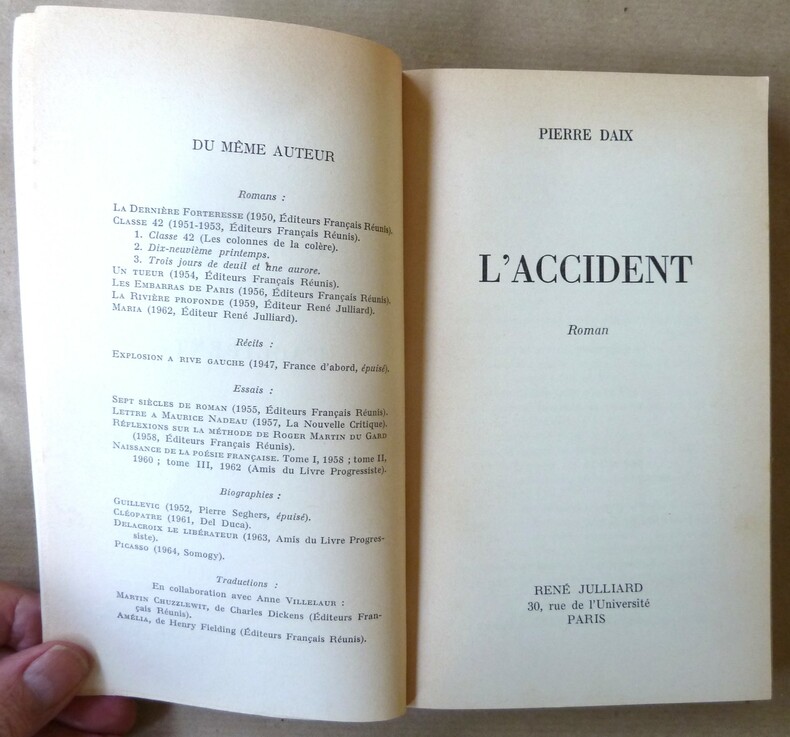 DU MÊME AUTEUR
Romans :
LA DERNIÈRE FORTERESSE (1950, Éditeurs Français Réunis).
CLASSE 42 (1951-1953, Éditeurs Français Réunis).
1. Classe 42 (Les colonnes de la colère).
2. Dix-neuvième printemps.
3. Trois jours de deuil et une aurore.
UN TUEUR (1954, Éditeurs Français Réunis).
LES EMBARRAS DE PARIS (1956, Éditeurs Français Réunis).
LA RIVIÈRE PROFONDE (1959, Éditeur René Julliard).
MARIA (1962, Éditeur René Julliard).
Récits :
EXPLOSION A RIVE GAUCHE (1947, France d'abord, épuisé).
Essais :
SEPT SIÈCLES DE ROMAN (1955, Éditeurs Français Réunis).
LETTRE A MAURICE NADEAU (1957, La Nouvelle Critique).
RÉFLEXIONS SUR LA MÉTHODE DE ROGER MARTIN DU GARD
(1958, Éditeurs Français Réunis).
NAISSANCE DE LA POÉSIE FRANÇAISE. Tome I, 1958 ; tome II,
1960 ; tome III, 1962 (Amis du Livre Progressiste).
Biographies :
GUILLEVIC (1952, Pierre Seghers, épuisé).
CLÉOPATRE (1961, Del Duca).
DELACROIX LE LIBÉRATEUR (1963, Amis du Livre Progres-
siste).
PICASSO (1964, Somogy).
Traductions :
En collaboration avec Anne VILLELAUR :
MARTIN CHUZZLEWIT, de Charles Dickens (Éditeurs Fran-
çais Réunis).
AMÉLIA, de Henry Fielding (Éditeurs Français Réunis).
PIERRE DAIX
L'ACCIDENT
Roman
RENÉ JULLIARD
30, rue de l'Université
PARIS